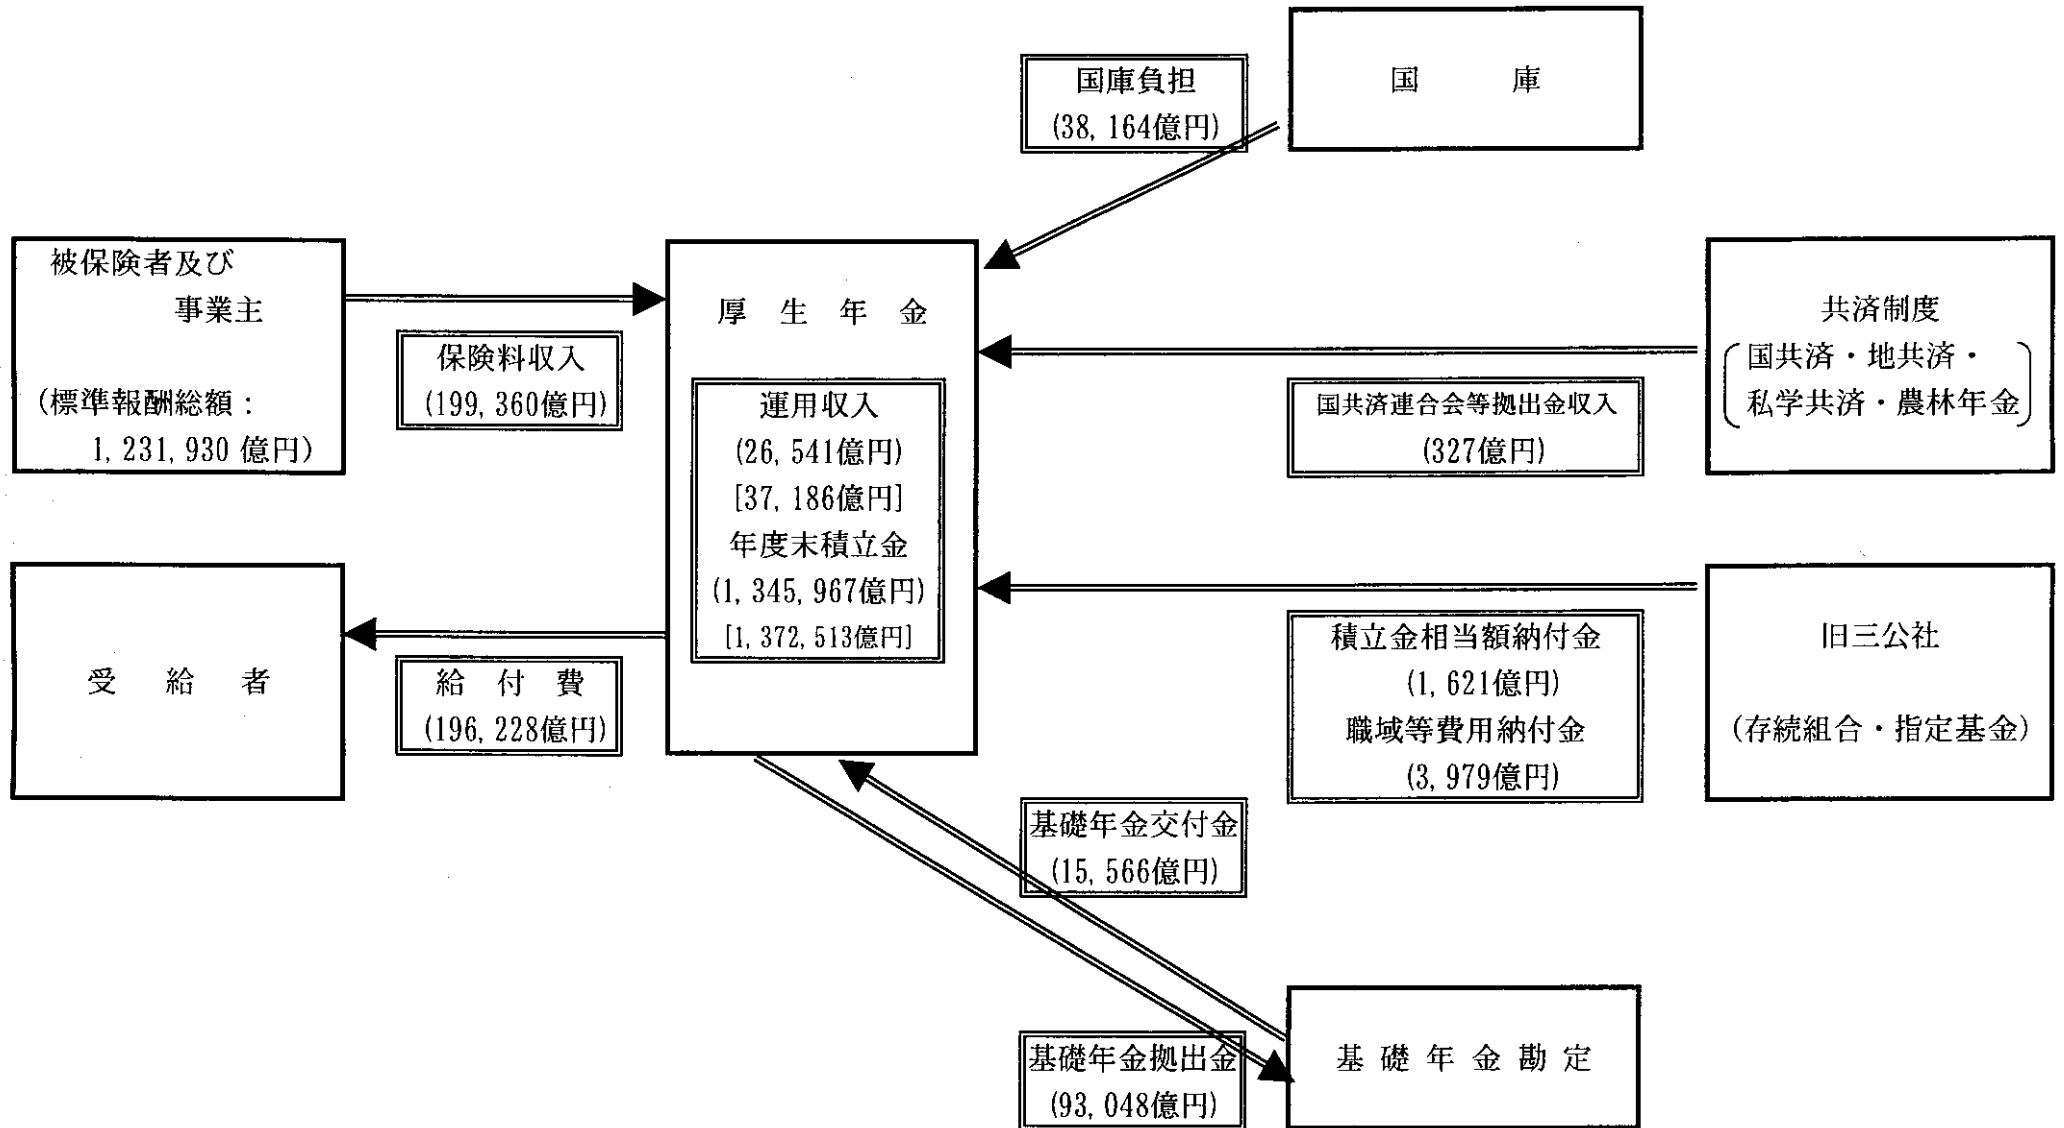 国庫負担
(38,164億円)
国 庫
被保険者及び
事業主
(標準報酬総額:
1,231,930億円)
保険料収入
(199,360億円)
厚 生 年 金
運用収入
(26,541億円)
[37,186億円]
年度末積立金
(1,345,967億円)
[1,372,513億円]
共済制度
国共済・地共済・
私学共済・農林年金
国共済連合会等拠出金収入
(327億円)
受 給 者
給 付 費
(196,228億円)
積立金相当額納付金
(1,621億円)
職域等費用納付金
(3,979億円)
旧三公社
(存続組合・指定基金)
基礎年金交付金
(15,566億円)
基礎年金拠出金
(93,048億円)
基 礎 年 金 勘 定